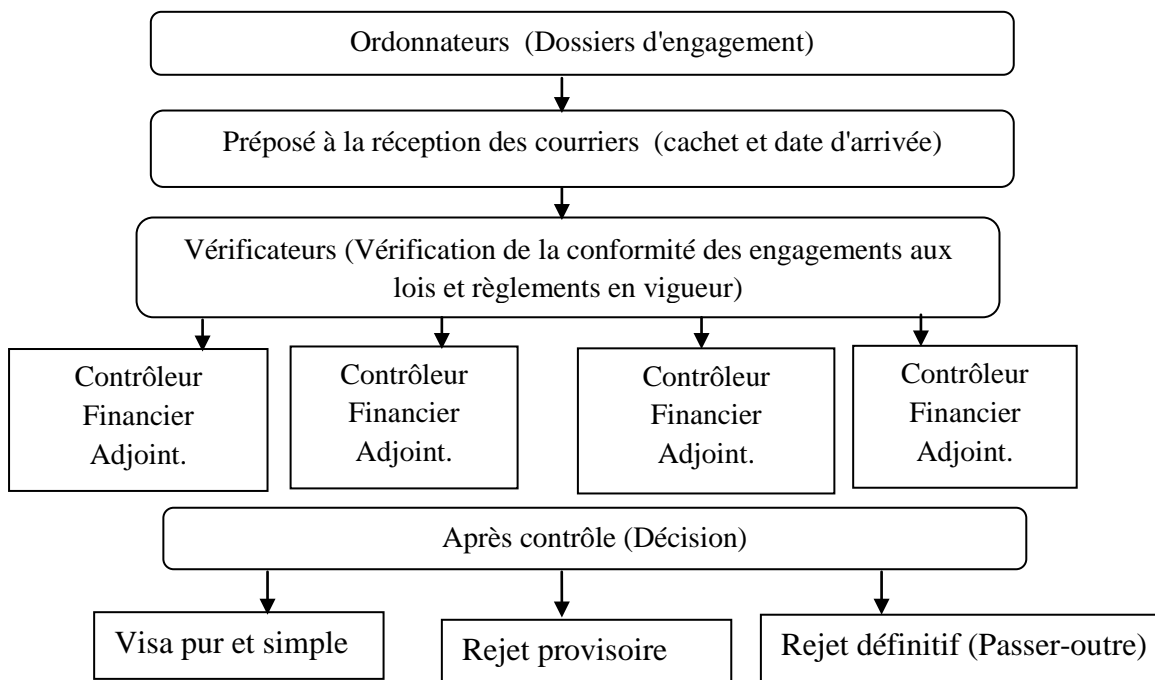 Ordonnateurs (Dossiers d'engagement)
Préposé à la réception des courriers (cachet et date d'arrivée)
Vérificateurs (Vérification de la conformité des engagements aux
lois et règlements en vigueur)
Contrôleur
Financier
Adjoint.
Contrôleur
Financier
Adjoint.
Contrôleur
Financier
Adjoint.
Contrôleur
Financier
Adjoint.
Après contrôle (Décision)
Visa pur et simple
Rejet provisoire
Rejet définitif (Passer-outre)